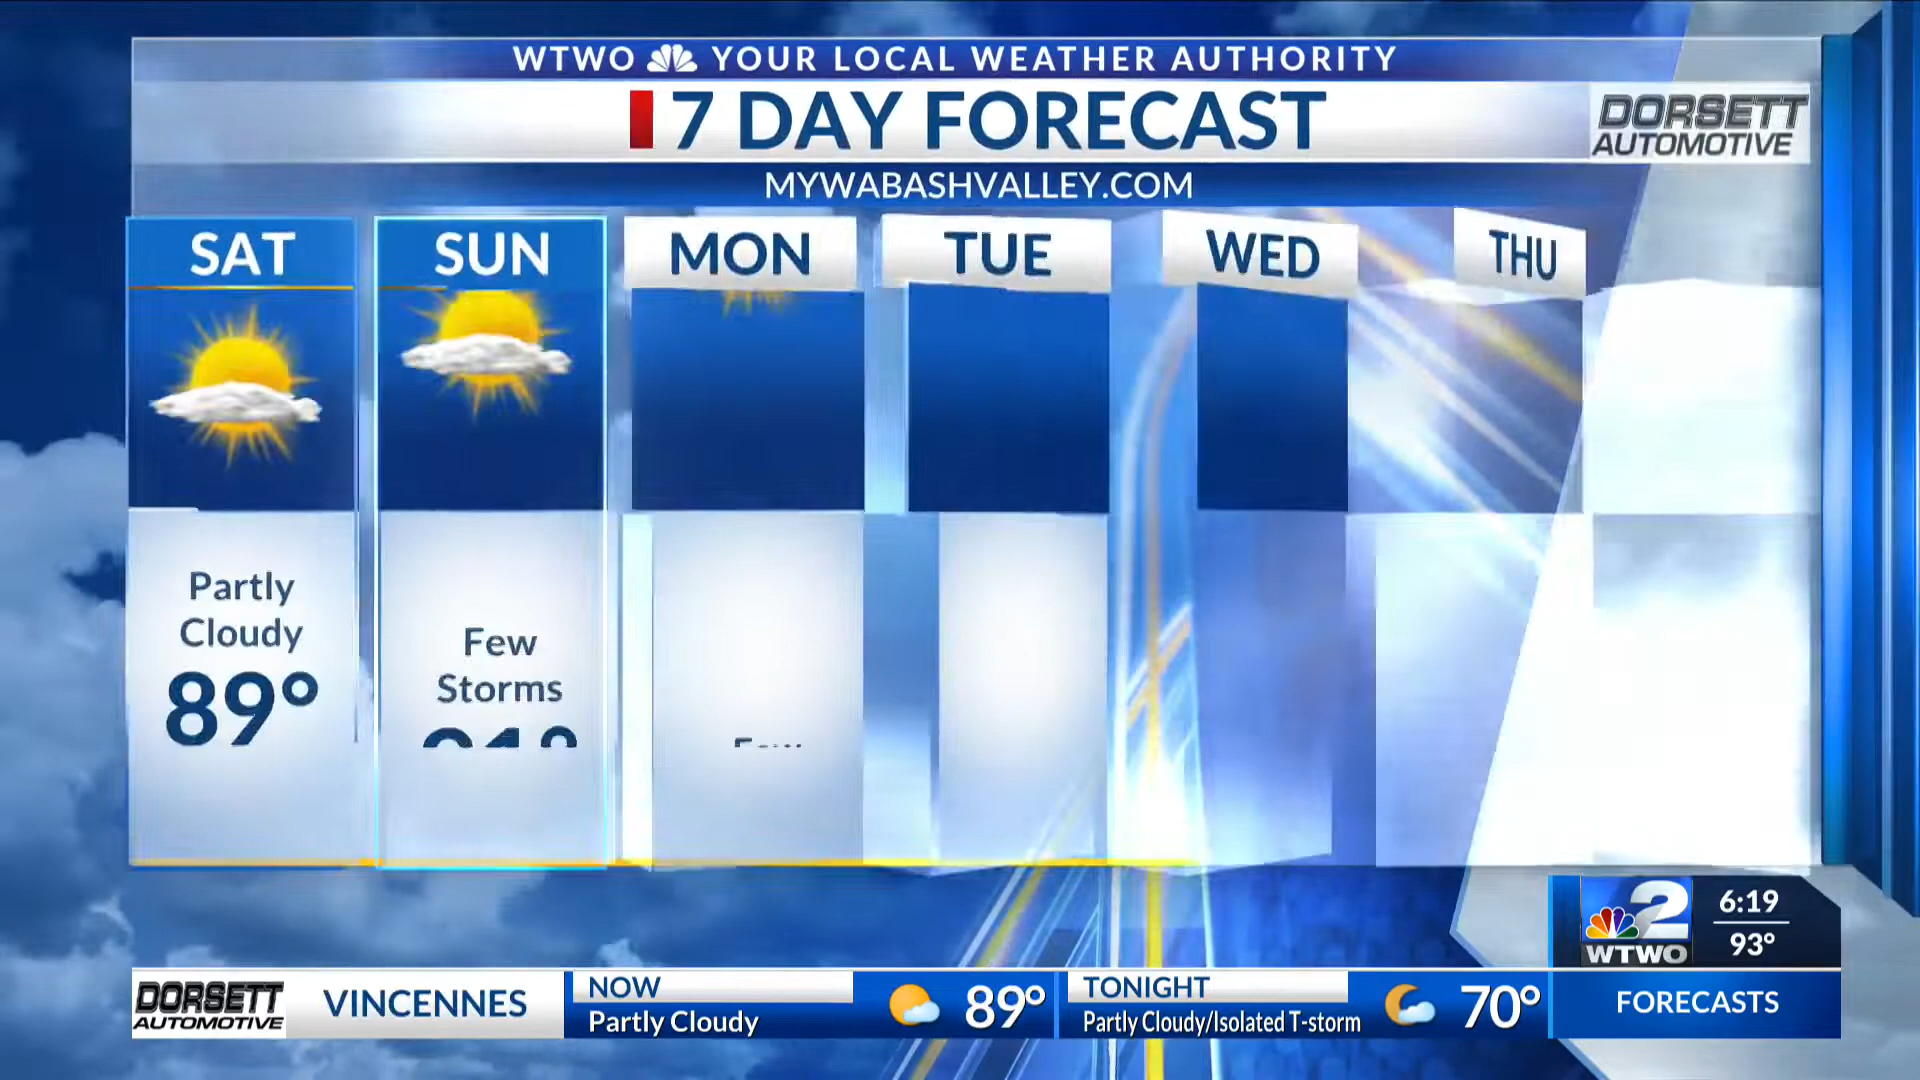 WTWO YOUR LOCAL WEATHER AUTHORITY
7 DAY FORECAST
DORSETT
AUTOMOTIVE
MYWABASHVALLEY.COM
SAT
SUN
MON
TUE
WED
THU
Partly
Cloudy
89°
Few
Storms
2
WTWO
6:19
93°
DORSETT
AUTOMOTIVE
VINCENNES
NOW
Partly Cloudy
89°
TONIGHT
Partly Cloudy/Isolated T-storm
70°
FORECASTS